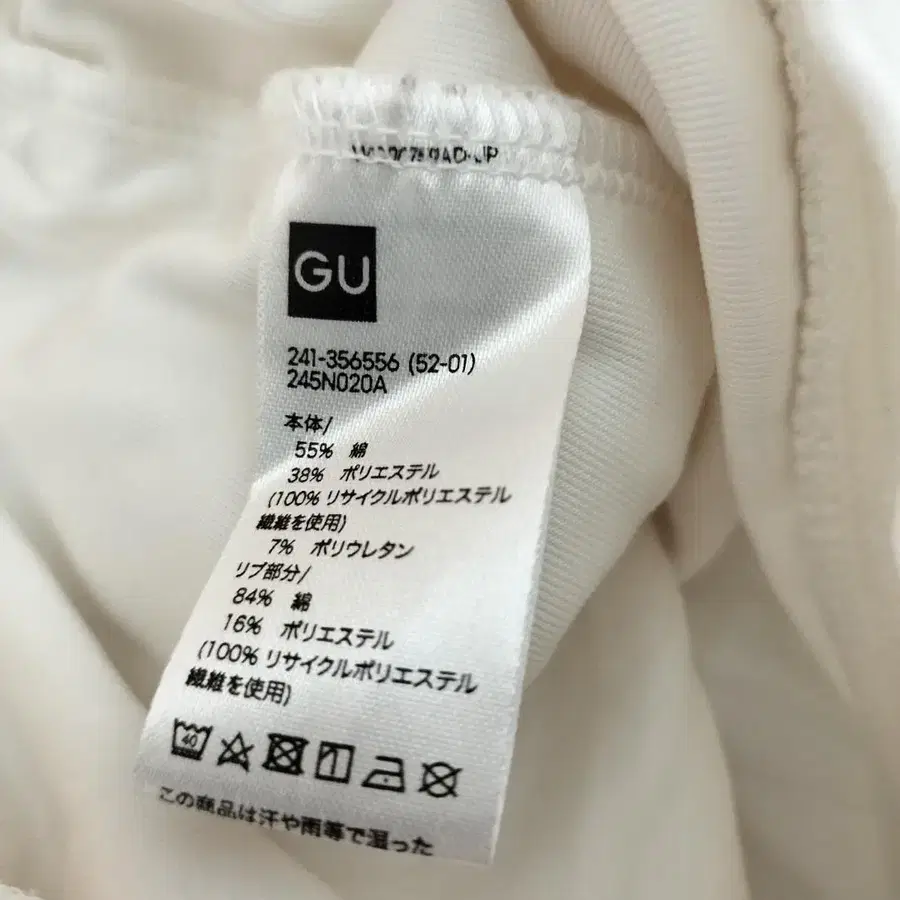 GU
241-356556 (52-01)
245N020A
本体/
55% 綿
38% ポリエステル
(100%リサイクルポリエステル
繊維を使用)
7% ポリウレタン
リブ部分/
84% 綿
16% ポリエステル
(100%リサイクルポリエステル
繊維を使用)
40
この商品は汗や雨等で湿った